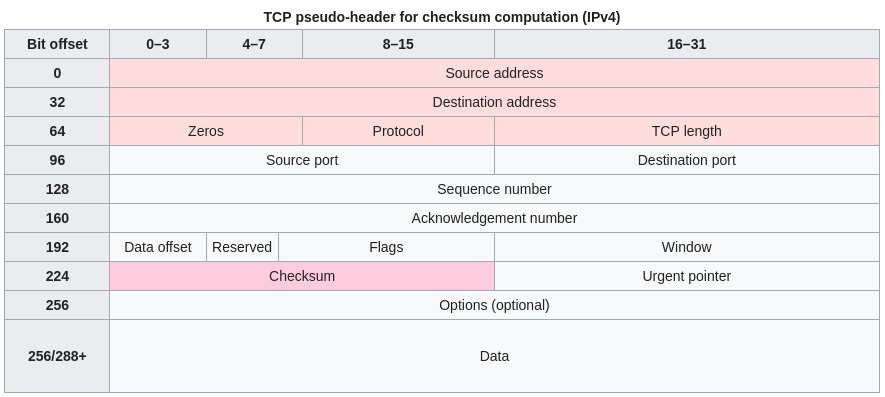 TCP pseudo-header for checksum computation (IPv4)
Bit offset 0–3 4–7 8–15 16–31
0 Source address
32 Destination address
64 Zeros Protocol TCP length
96 Source port Destination port
128 Sequence number
160 Acknowledgement number
192 Data offset Reserved Flags Window
224 Checksum Urgent pointer
256 Options (optional)
256/288+ Data